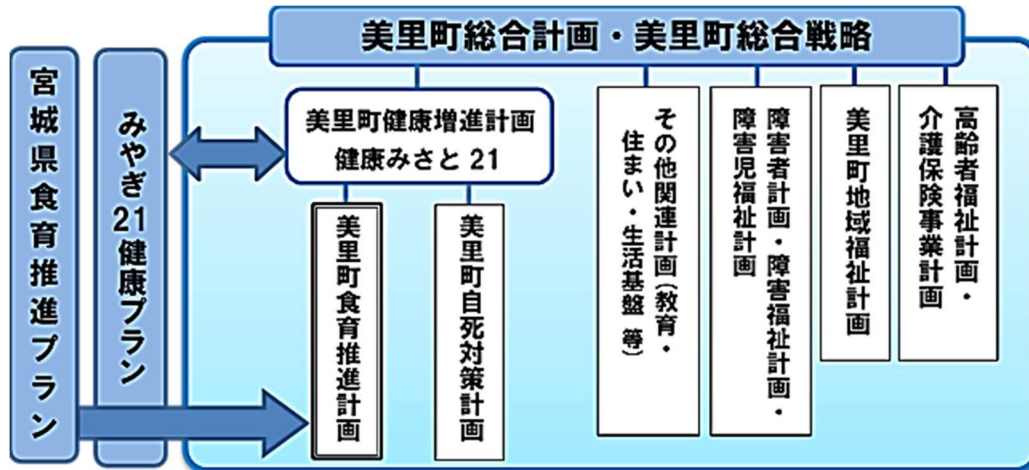 美里町総合計画・美里町総合戦略
宮城県食育推進プラン
みやぎ21健康プラン
美里町健康増進計画
健康みさと 21
美里町食育推進計画
美里町自死対策計画
その他関連計画(教育・
住まい・生活基盤 等)
障害者計画・障害福祉計画・
障害児福祉計画
美里町地域福祉計画
高齢者福祉計画・
介護保険事業計画